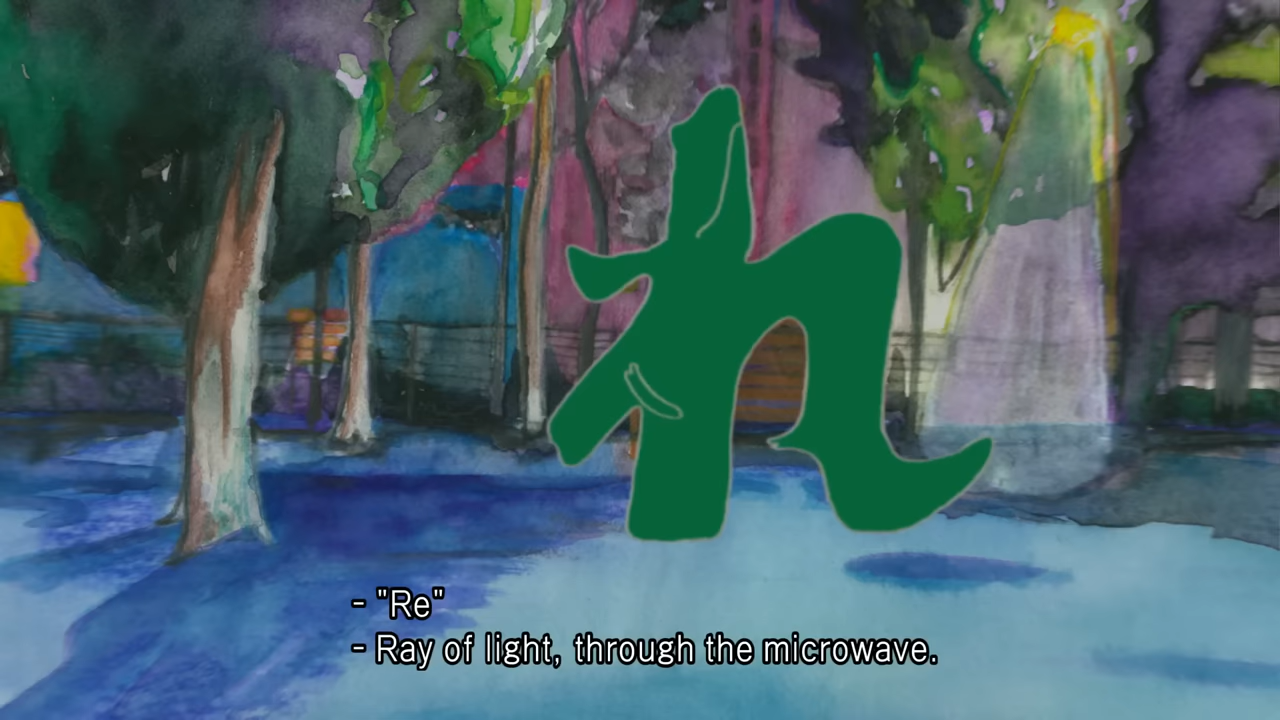 れ
- "Re"
- Ray of light, through the microwave.